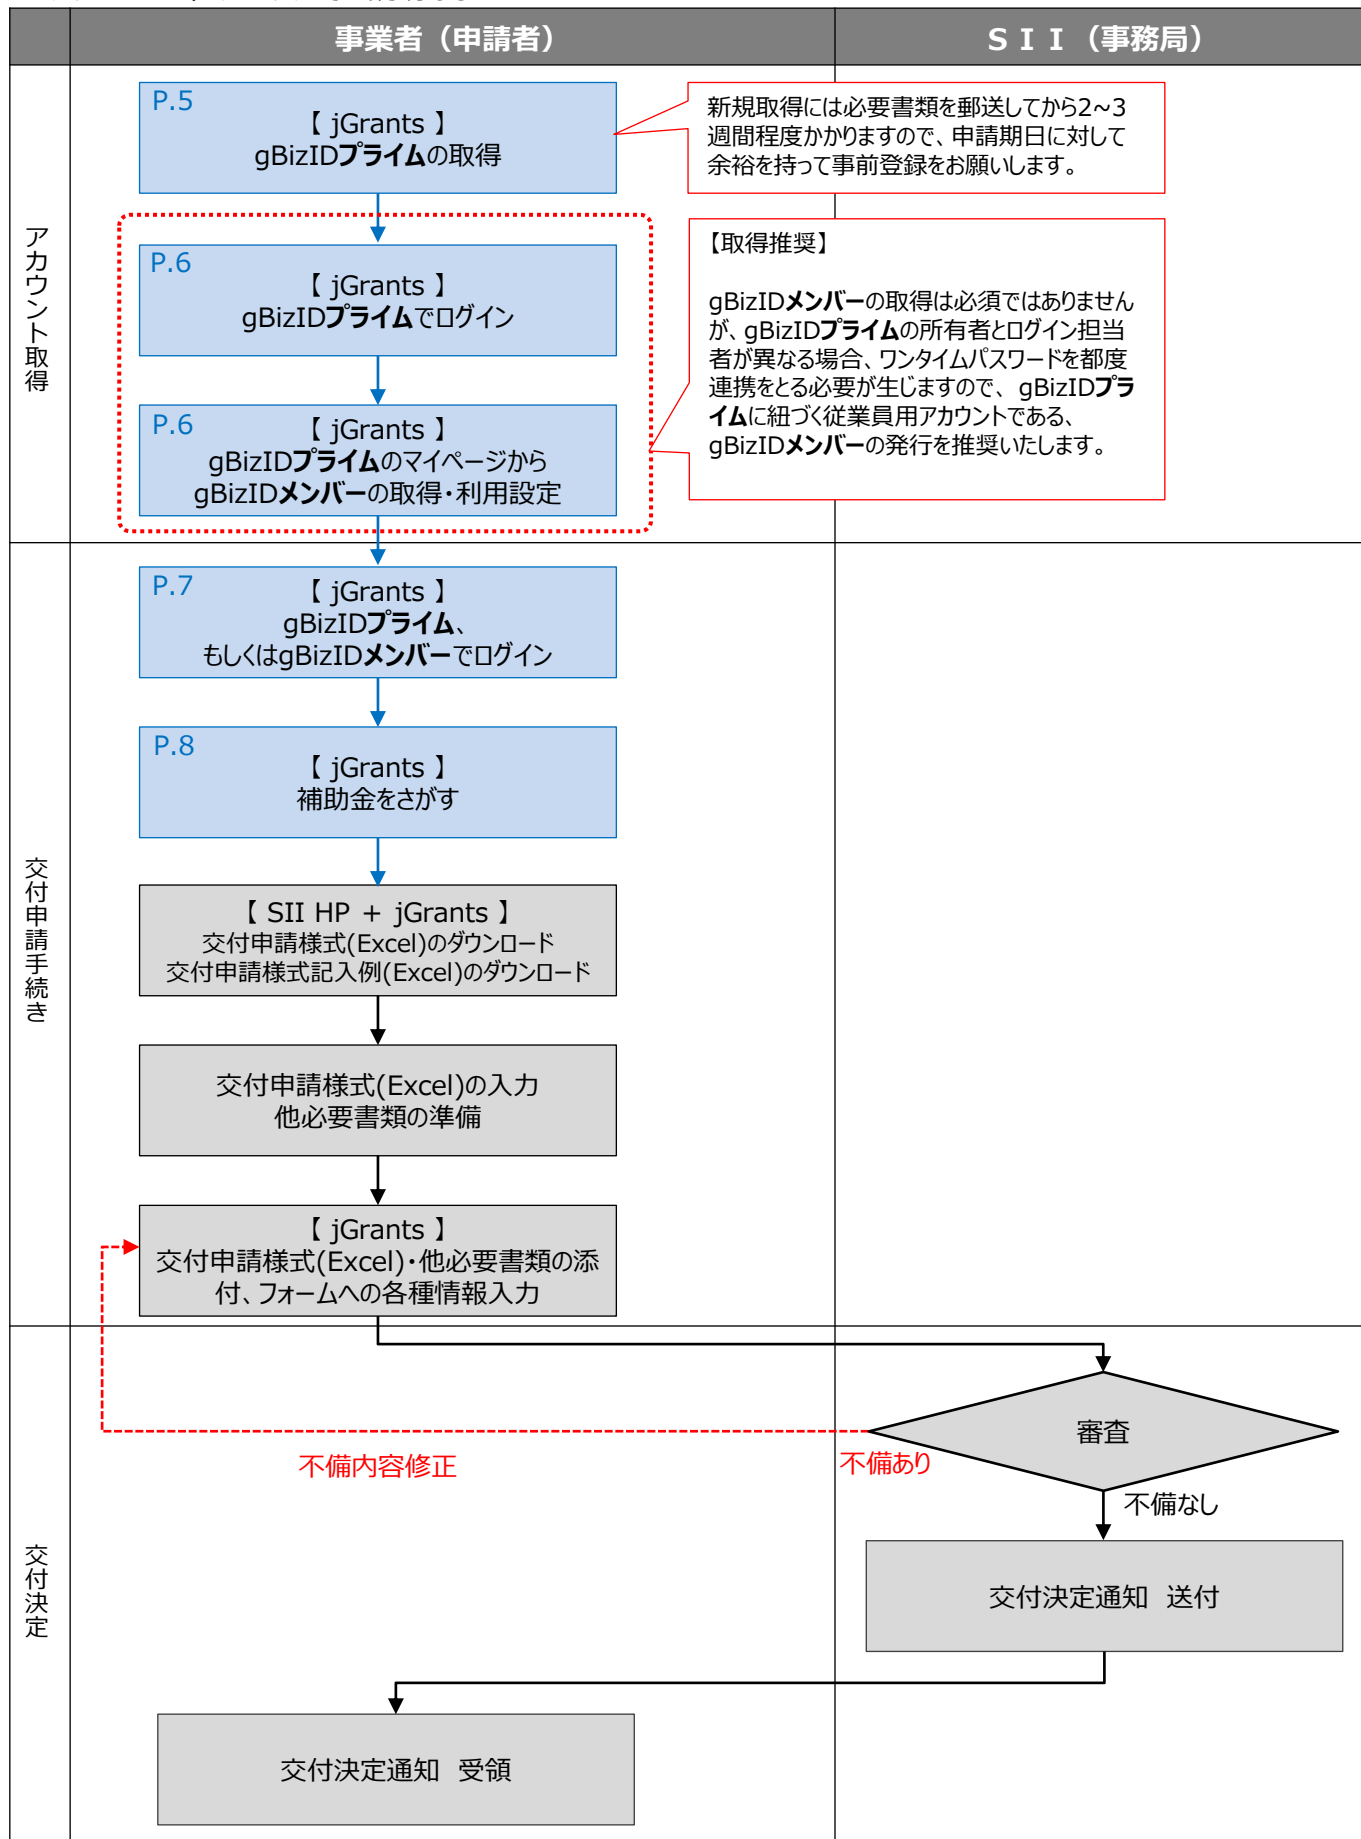 事業者（申請者）
ＳＩＩ（事務局）
アカウント取得
P.5
【 jGrants 】
gBizIDプライムの取得
新規取得には必要書類を郵送してから2~3
週間程度かかりますので、申請期日に対して
余裕を持って事前登録をお願いします。
P.6
【 jGrants 】
gBizIDプライムでログイン
【取得推奨】
gBizIDメンバーの取得は必須ではありません
が、gBizIDプライムの所有者とログイン担当
者が異なる場合、ワンタイムパスワードを都度
連携をとる必要が生じますので、 gBizIDプラ
イムに紐づく従業員用アカウントである、
gBizIDメンバーの発行を推奨いたします。
P.6
【 jGrants 】
gBizIDプライムのマイページから
gBizIDメンバーの取得・利用設定
交付申請手続き
P.7
【 jGrants 】
gBizIDプライム、
もしくはgBizIDメンバーでログイン
P.8
【 jGrants 】
補助金をさがす
【 SII HP + jGrants 】
交付申請様式(Excel)のダウンロード
交付申請様式記入例(Excel)のダウンロード
交付申請様式(Excel)の入力
他必要書類の準備
【 jGrants 】
交付申請様式(Excel)・他必要書類の添
付、フォームへの各種情報入力
交付決定
審査
不備内容修正
不備あり
不備なし
交付決定通知　送付
交付決定通知　受領